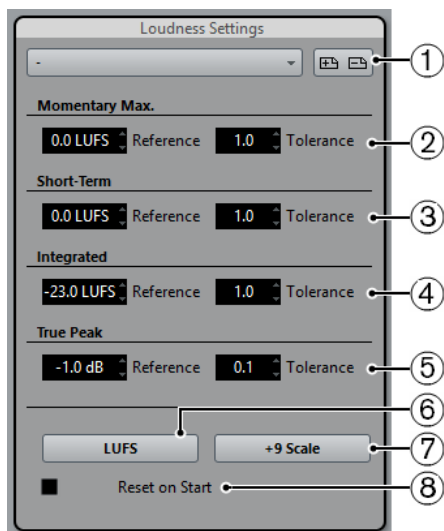 Loudness Settings
-
1
Momentary Max.
0.0 LUFS Reference 1.0 Tolerance 2
Short-Term
0.0 LUFS Reference 1.0 Tolerance 3
Integrated
-23.0 LUFS Reference 1.0 Tolerance 4
True Peak
-1.0 dB Reference 0.1 Tolerance 5
6
LUFS +9 Scale 7
Reset on Start 8